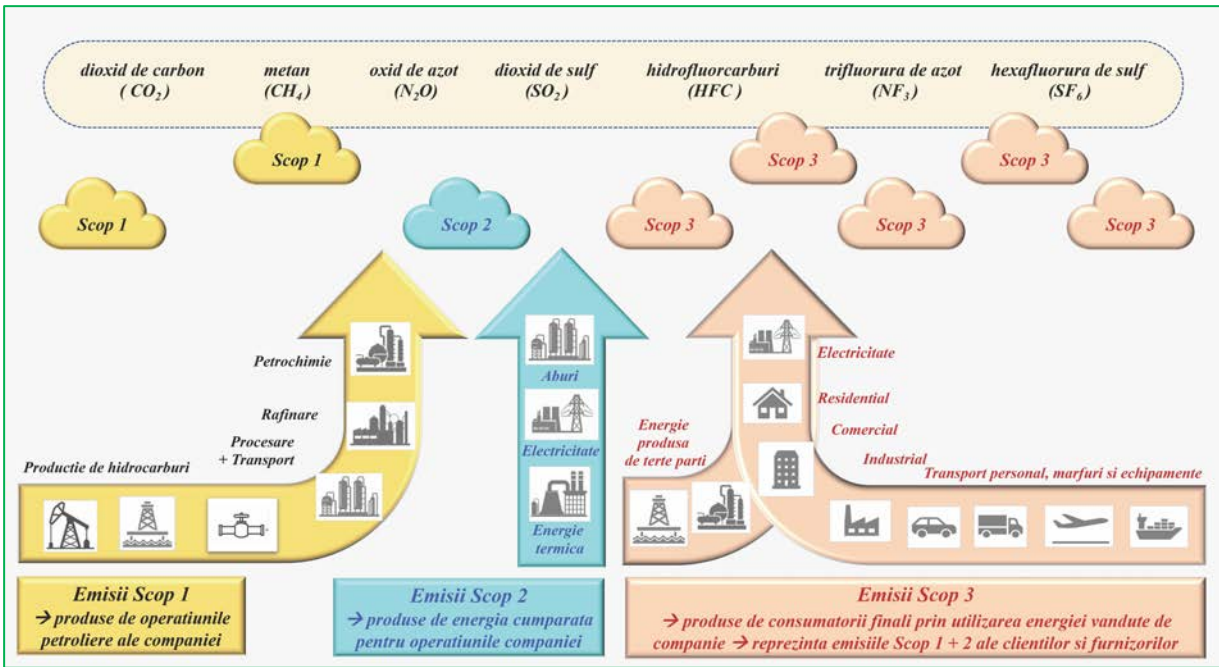 dioxid de carbon
( CO₂)
metan
(CH₄)
oxid de azot
(N₂O)
dioxid de sulf
(SO₂)
hidrofluorcarburi
(HFC )
trifluorura de azot
(NF₃)
hexafluorura de sulf
(SF₆)
Scop 1
Scop 3
Scop 3
Scop 1
Scop 2
Scop 3
Scop 3
Scop 3
Petrochimie
Rafinare
Procesare
+ Transport
Productie de hidrocarburi
Aburi
Electricitate
Energie
termica
Energie
produsa
de terte parti
Electricitate
Residential
Comercial
Industrial
Transport personal, marfuri si echipamente
Emisii Scop 1
→ produse de operatiunile
petroliere ale companiei
Emisii Scop 2
→ produse de energia cumparata
pentru operatiunile companiei
Emisii Scop 3
→ produse de consumatorii finali prin utilizarea energiei vandute de
companie → reprezinta emisiile Scop 1 + 2 ale clientilor si furnizorilor